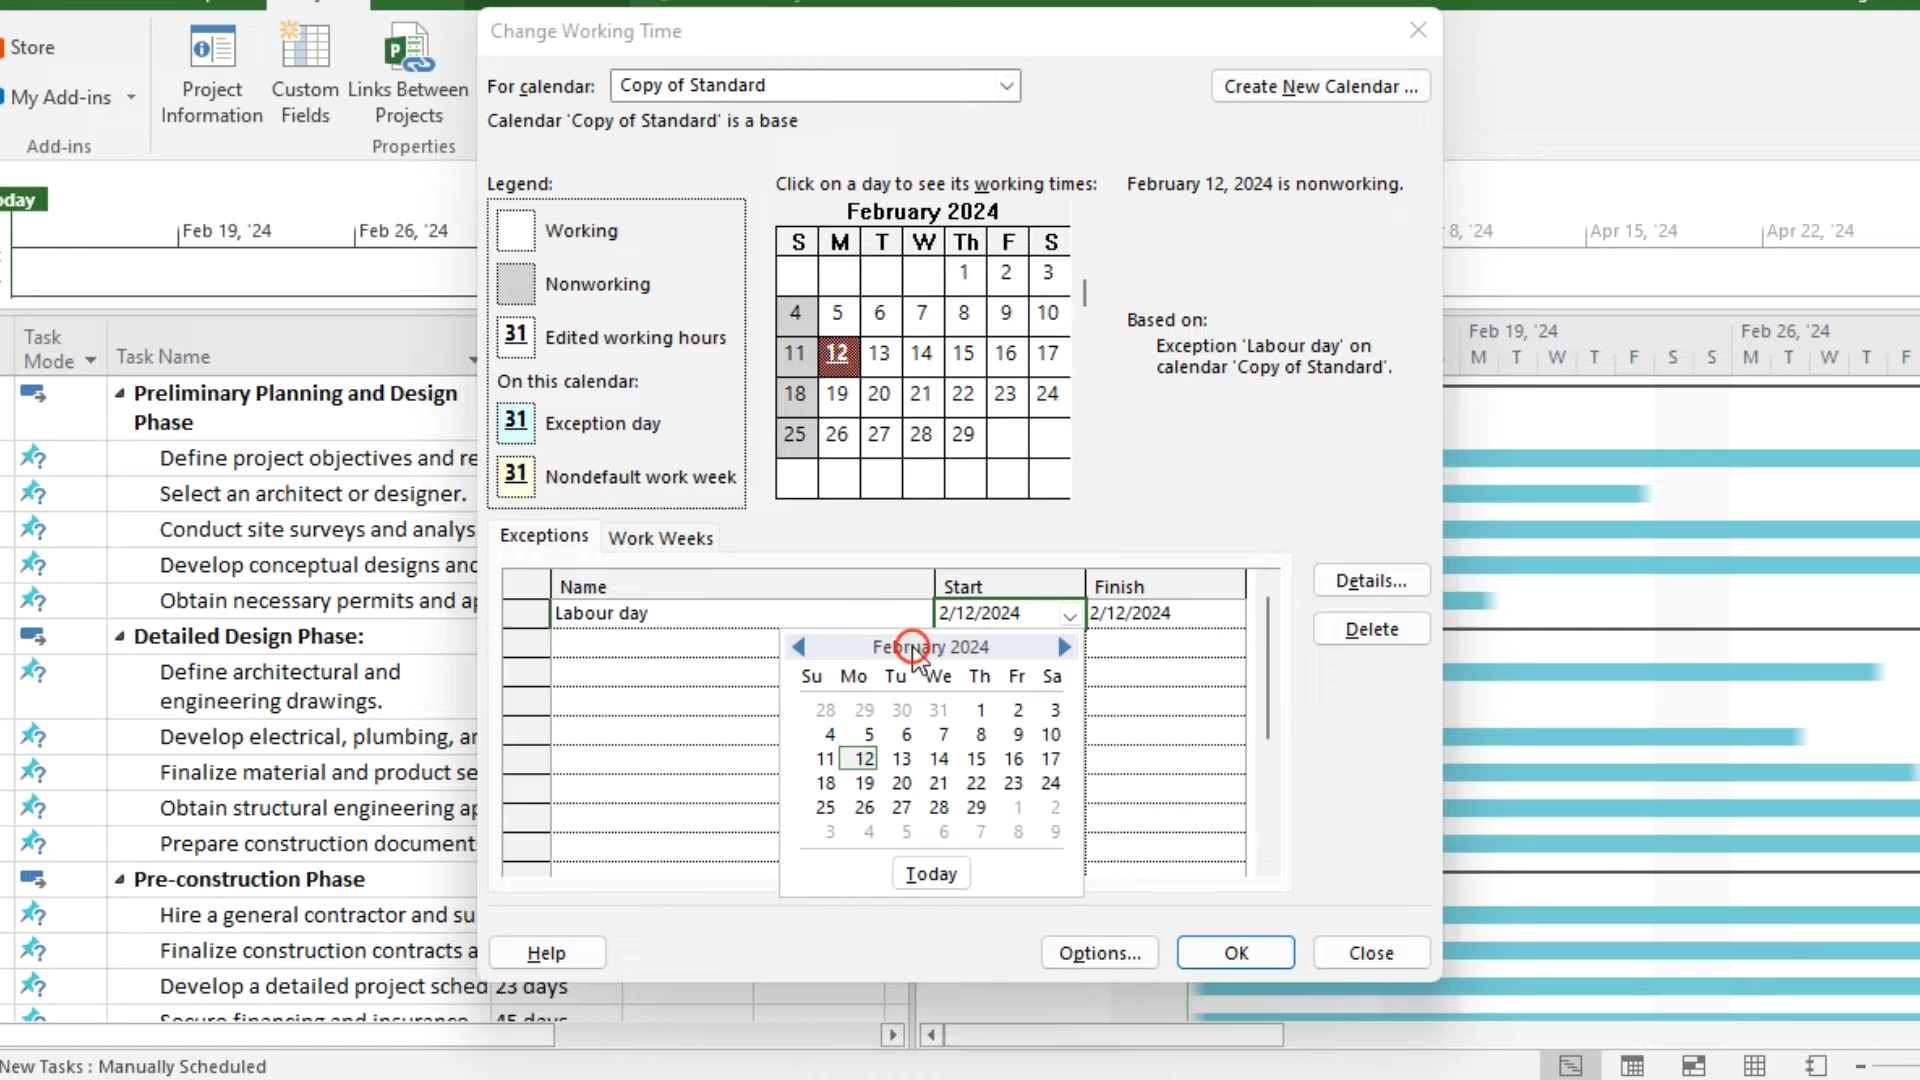 Change Working Time
Store
My Add-ins
Add-ins
Project
Information
Custom
Fields
Links Between
Projects
Properties
For calendar:
Copy of Standard
Create New Calendar ...
Calendar 'Copy of Standard' is a base
Legend:
Working
Nonworking
31 Edited working hours
On this calendar:
31 Exception day
31 Nondefault work week
Click on a day to see its working times:
February 2024
S M T W Th F S
1 2 3
4 5 6 7 8 9 10
11 12 13 14 15 16 17
18 19 20 21 22 23 24
25 26 27 28 29
February 12, 2024 is nonworking.
Based on:
Exception 'Labour day' on
calendar 'Copy of Standard'.
Exceptions Work Weeks
Name Start Finish
Labour day 2/12/2024 2/12/2024
February 2024
Su Mo Tu We Th Fr Sa
28 29 30 31 1 2 3
4 5 6 7 8 9 10
11 12 13 14 15 16 17
18 19 20 21 22 23 24
25 26 27 28 29 1 2
3 4 5 6 7 8 9
Today
Details...
Delete
Help
Options...
OK
Close
Feb 19, '24 Feb 26, '24
8, '24 Apr 15, '24 Apr 22, '24
Task
Mode
Task Name
Preliminary Planning and Design
Phase
Define project objectives and re
Select an architect or designer.
Conduct site surveys and analys
Develop conceptual designs and
Obtain necessary permits and a
Detailed Design Phase:
Define architectural and
engineering drawings.
Develop electrical, plumbing, a
Finalize material and product se
Obtain structural engineering a
Prepare construction document
Pre-construction Phase
Hire a general contractor and su
Finalize construction contracts a
Develop a detailed project sched 23 days
Secure financing and insurance 45 days
Feb 19, '24 Feb 26, '24
M T W T F S S M T W T F
New Tasks : Manually Scheduled